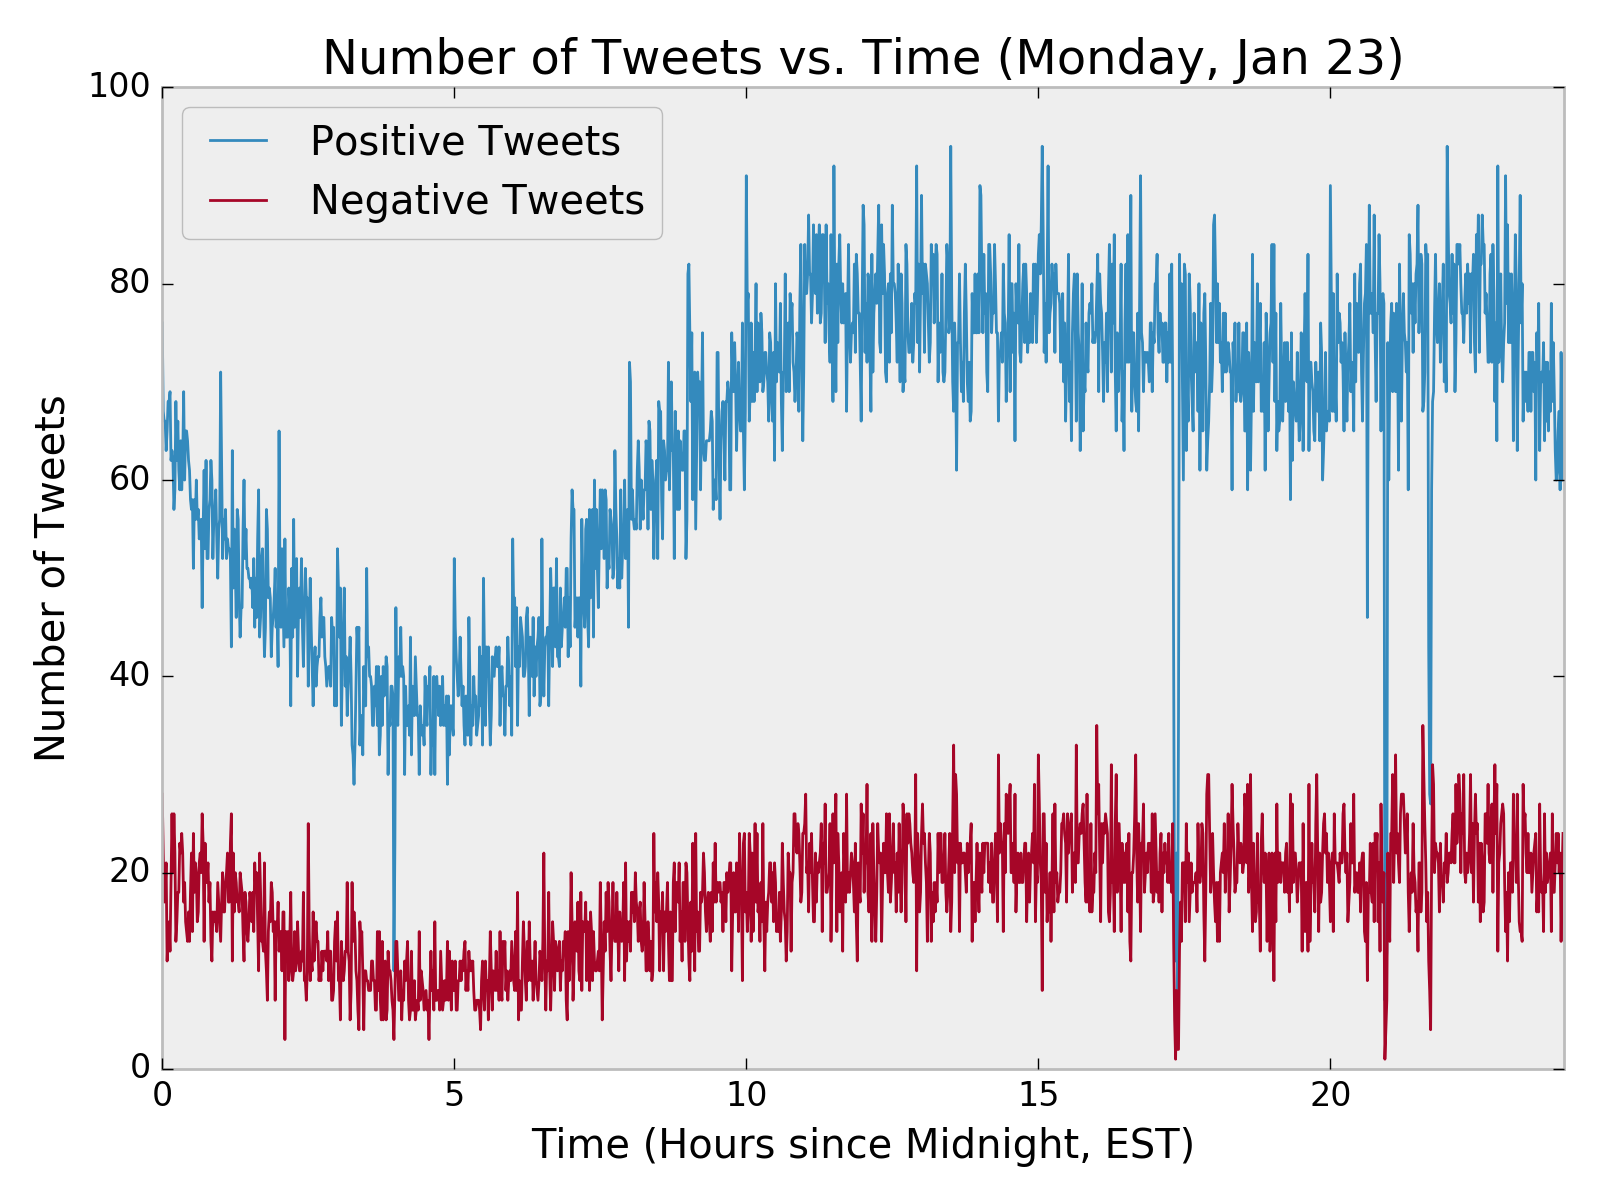 Number of Tweets vs. Time (Monday, Jan 23)
Positive Tweets
Negative Tweets
Number of Tweets
100
80
60
40
20
0
0 5 10 15 20
Time (Hours since Midnight, EST)